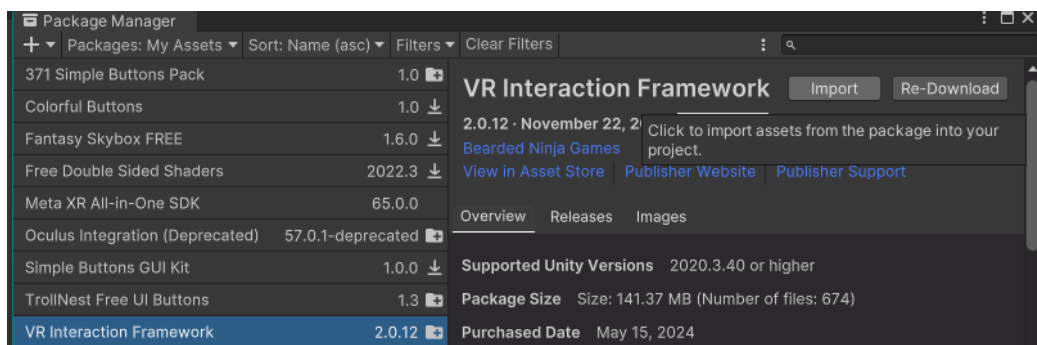 Package Manager
Packages: My Assets Sort: Name (asc) Filters Clear Filters
371 Simple Buttons Pack 1.0
Colorful Buttons 1.0
Fantasy Skybox FREE 1.6.0
Free Double Sided Shaders 2022.3
Meta XR All-in-One SDK 65.0.0
Oculus Integration (Deprecated) 57.0.1-deprecated
Simple Buttons GUI Kit 1.0.0
TrollNest Free UI Buttons 1.3
VR Interaction Framework 2.0.12
VR Interaction Framework Import Re-Download
2.0.12 · November 22, 2
Click to import assets from the package into your
project.
Bearded Ninja Games
View in Asset Store Publisher Website Publisher Support
Overview Releases Images
Supported Unity Versions 2020.3.40 or higher
Package Size Size: 141.37 MB (Number of files: 674)
Purchased Date May 15, 2024